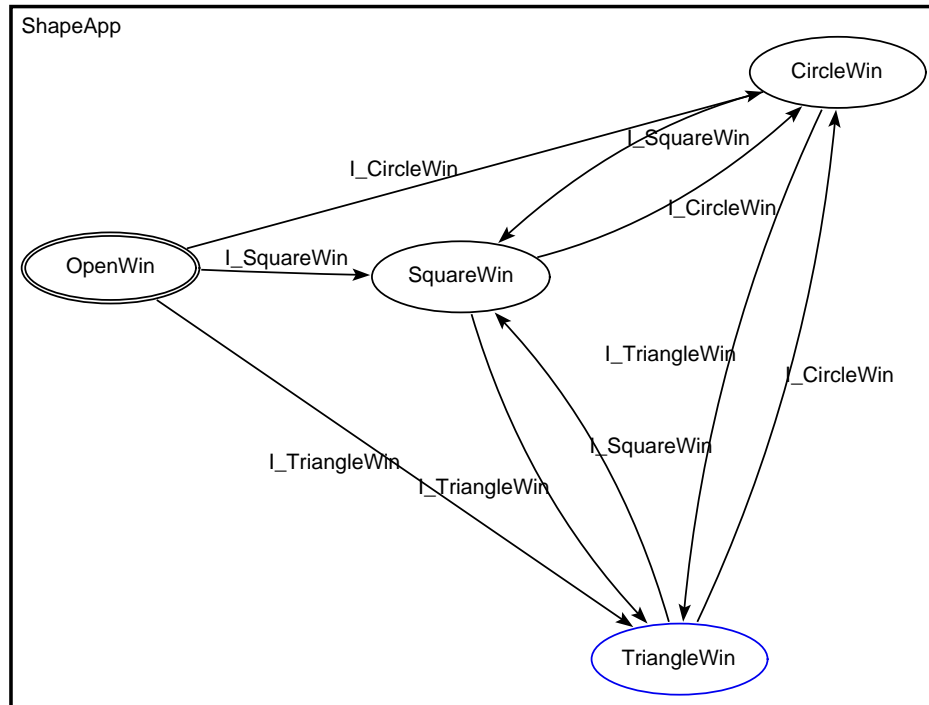 ShapeApp
CircleWin
I_SquareWin
I_CircleWin
I_CircleWin
I_SquareWin
OpenWin
SquareWin
I_TriangleWin
I_CircleWin
I_SquareWin
I_TriangleWin
I_TriangleWin
TriangleWin